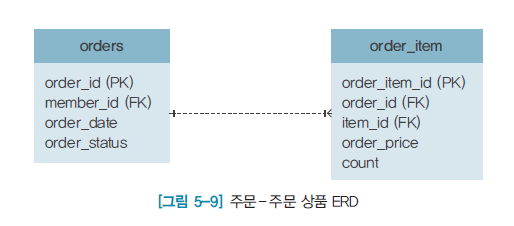 orders
order_id (PK)
member_id (FK)
order_date
order_status
order_item
order_item_id (PK)
order_id (FK)
item_id (FK)
order_price
count
[그림 5-9] 주문-주문 상품 ERD